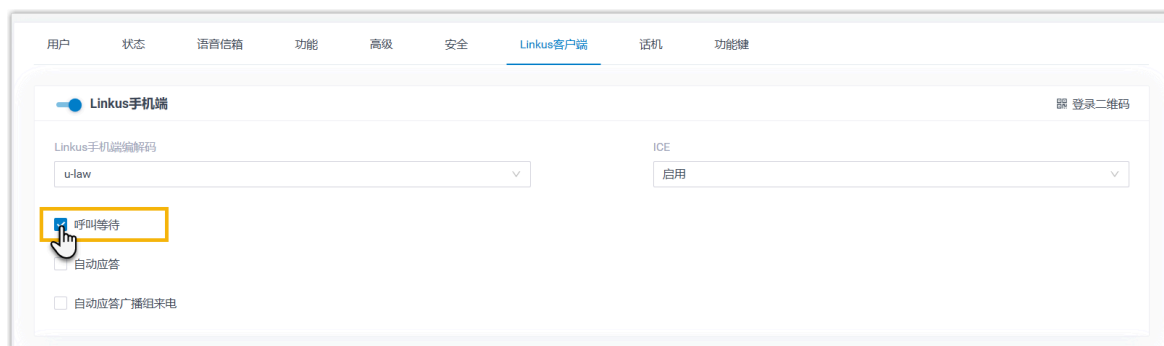 用户 状态 语音信箱 功能 高级 安全 Linkus客户端 话机 功能键
Linkus手机端 登录二维码
Linkus手机端编解码 ICE
u-law 启用
呼叫等待
自动应答
自动应答广播组来电